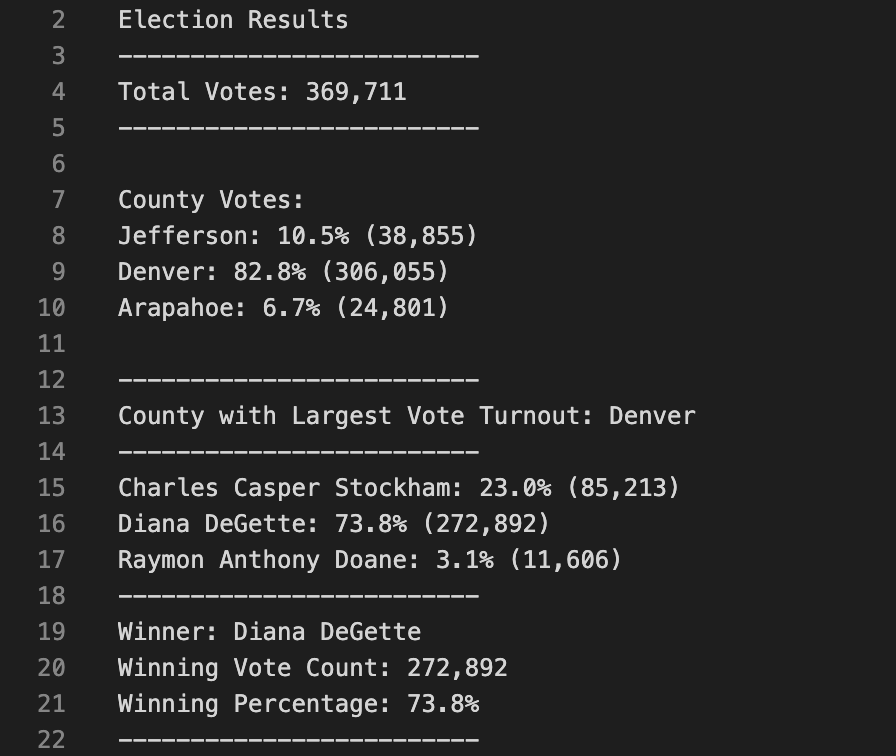 2 Election Results
3 -------------------------
4 Total Votes: 369,711
5 -------------------------
6
7 County Votes:
8 Jefferson: 10.5% (38,855)
9 Denver: 82.8% (306,055)
10 Arapahoe: 6.7% (24,801)
11
12 -------------------------
13 County with Largest Vote Turnout: Denver
14 -------------------------
15 Charles Casper Stockham: 23.0% (85,213)
16 Diana DeGette: 73.8% (272,892)
17 Raymon Anthony Doane: 3.1% (11,606)
18 -------------------------
19 Winner: Diana DeGette
20 Winning Vote Count: 272,892
21 Winning Percentage: 73.8%
22 -------------------------